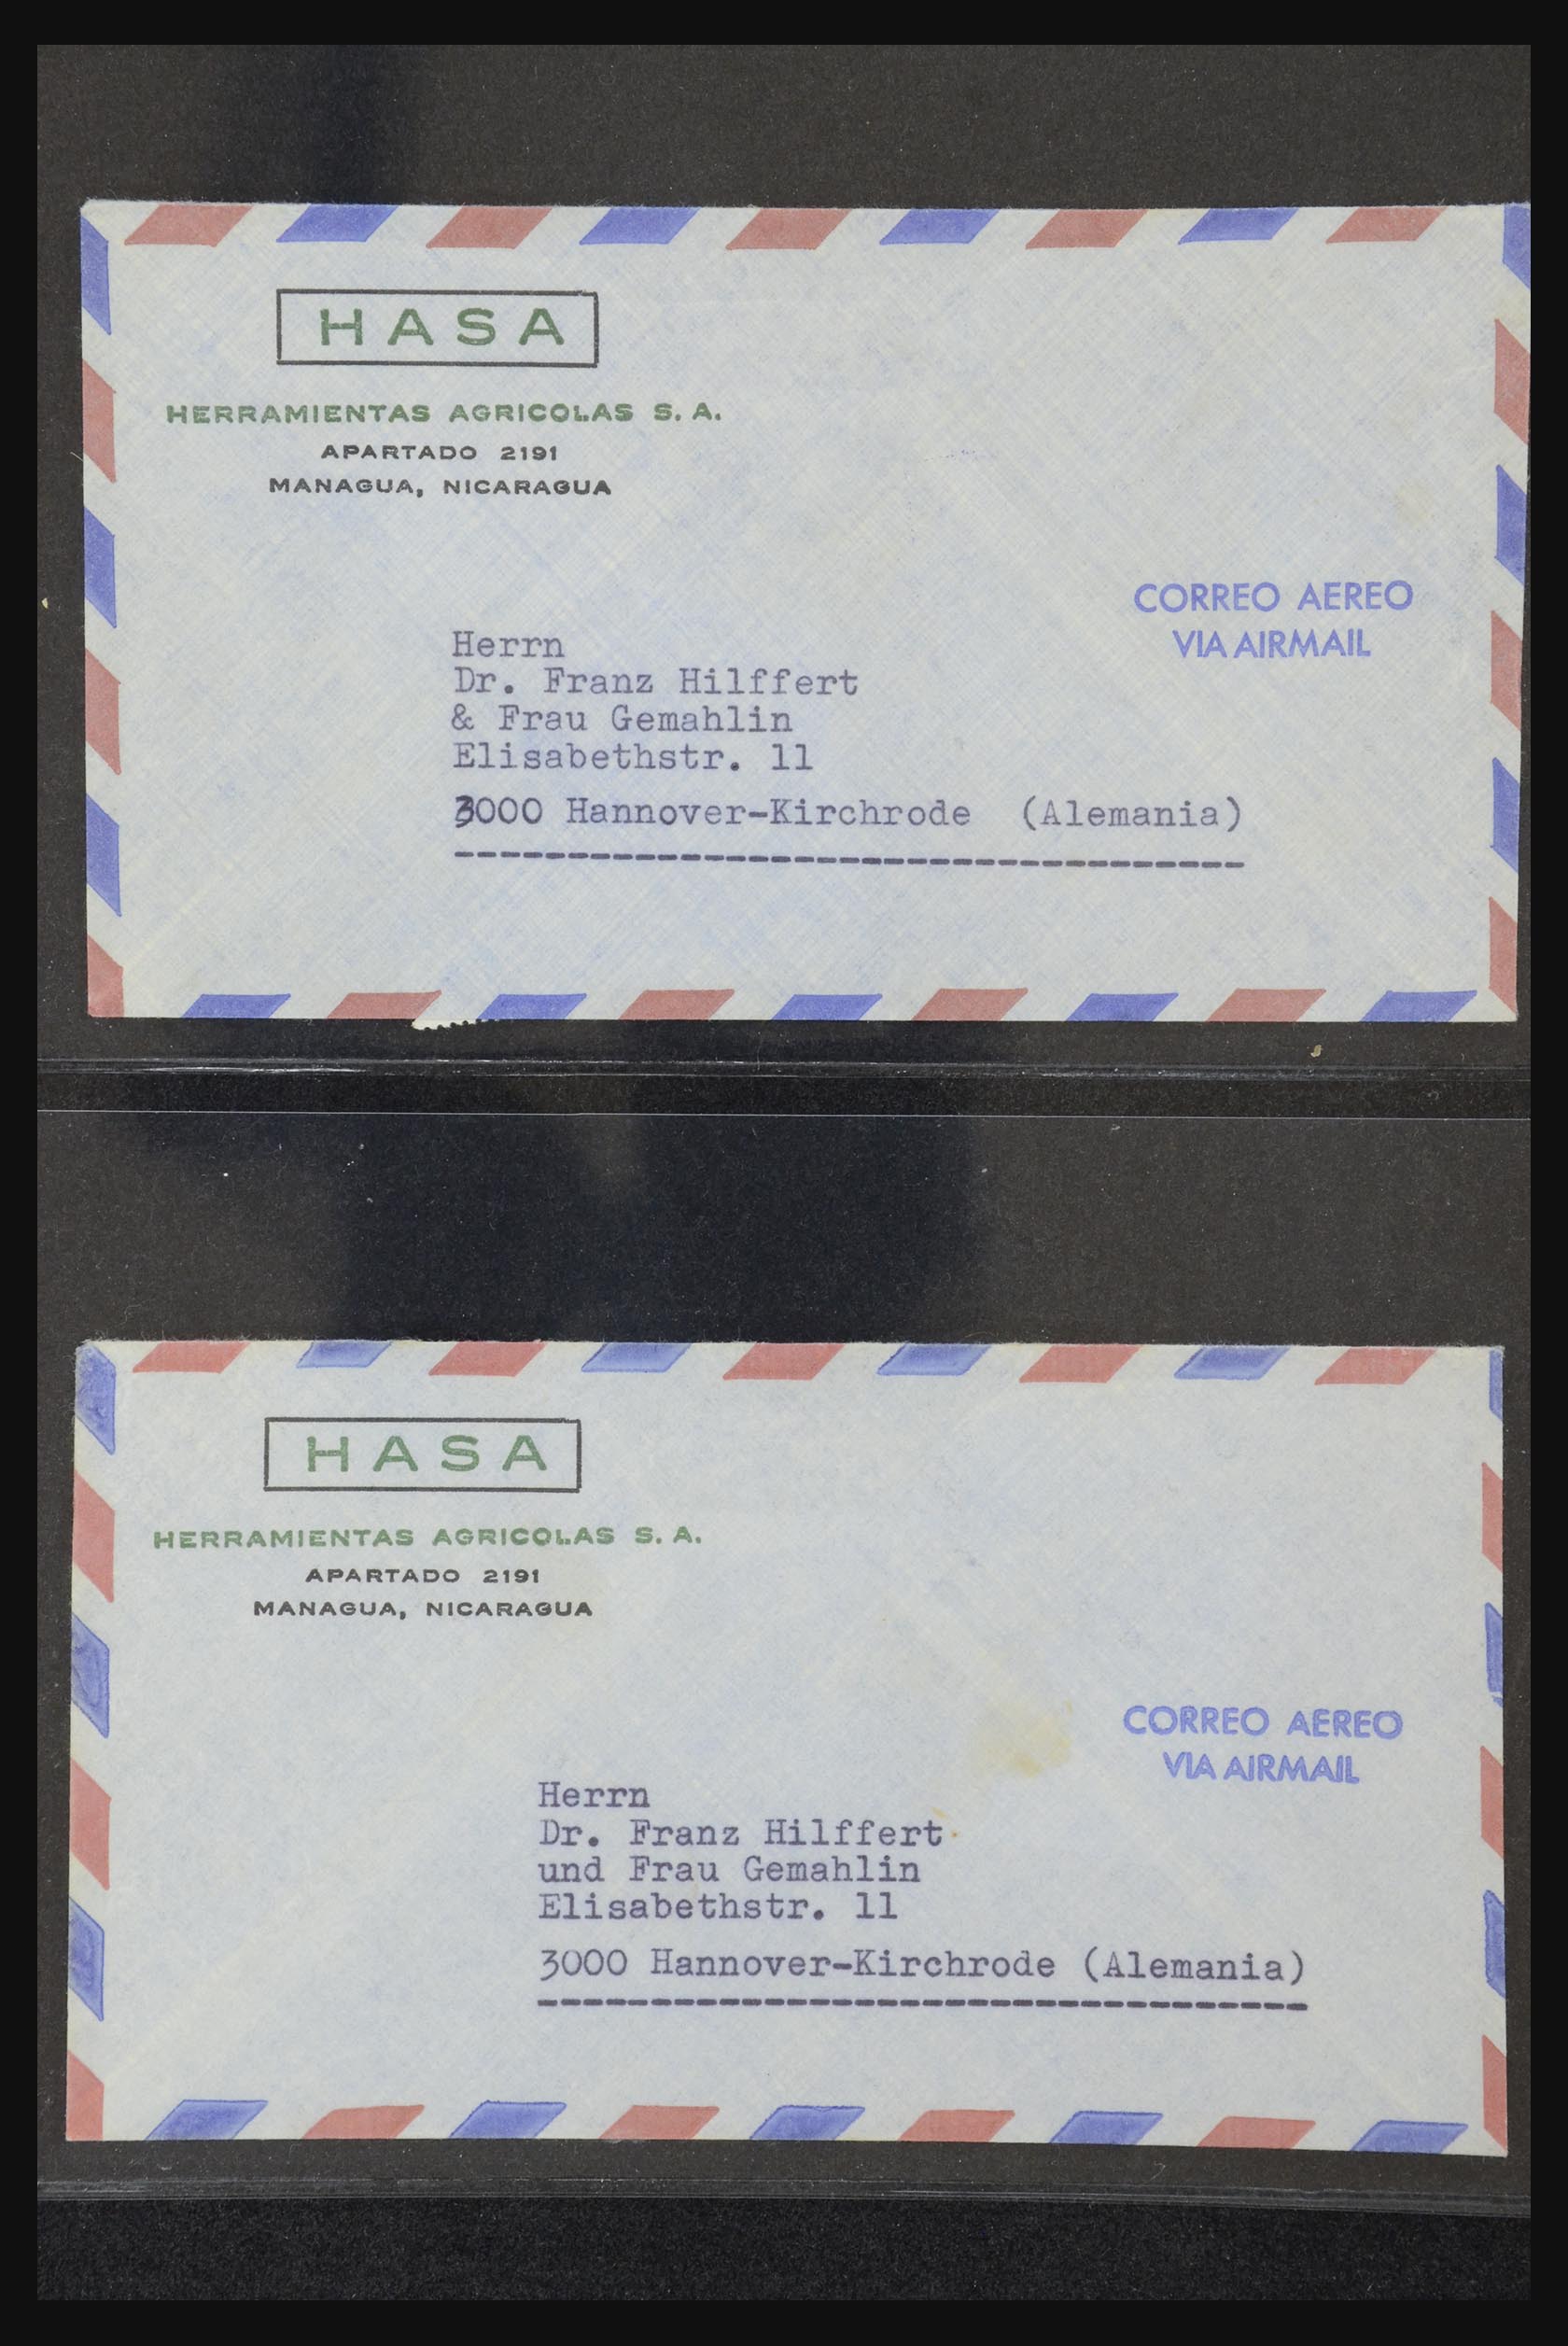 HASA
HERRAMIENTAS AGRICOLAS S. A.
APARTADO 2191
MANAGUA, NICARAGUA
CORREO AEREO
VIA AIRMAIL
Herrn
Dr. Franz Hilffert
& Frau Gemahlin
Elisabethstr. 11
3000 Hannover-Kirchrode (Alemania)
HASA
HERRAMIENTAS AGRICOLAS S. A.
APARTADO 2191
MANAGUA, NICARAGUA
CORREO AEREO
VIA AIRMAIL
Herrn
Dr. Franz Hilffert
und Frau Gemahlin
Elisabethstr. 11
3000 Hannover-Kirchrode (Alemania)